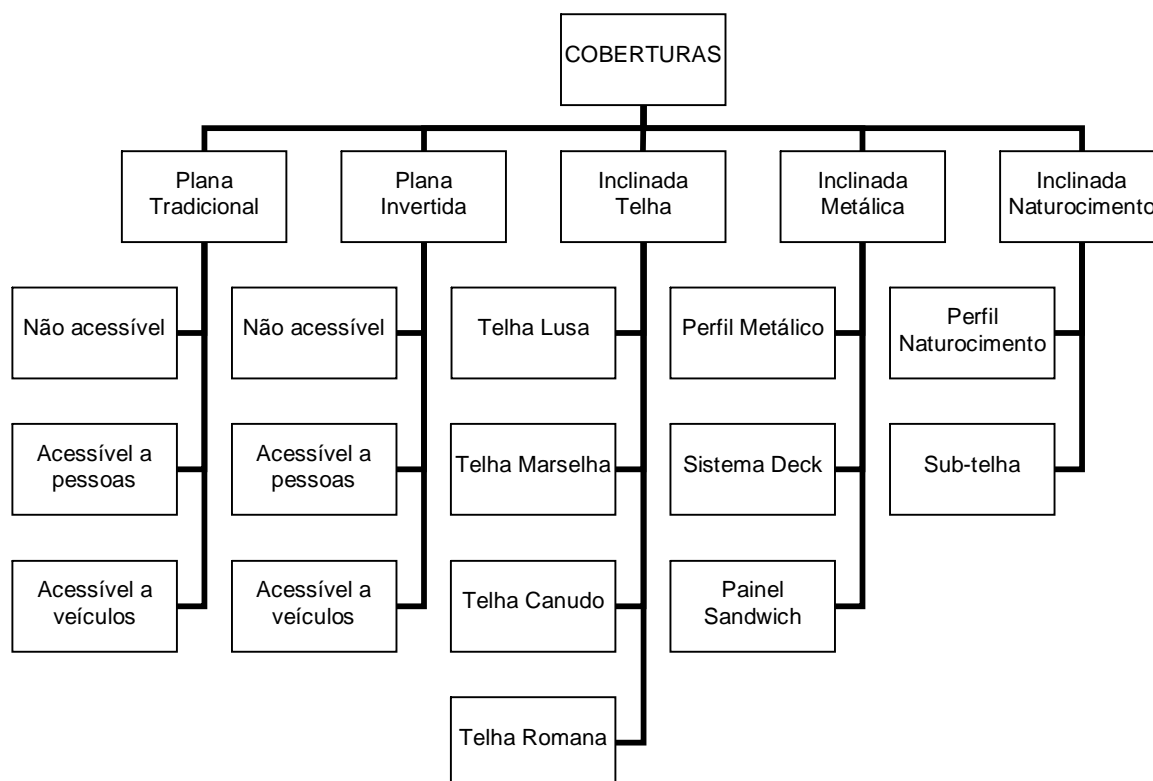 COBERTURAS
Plana
Tradicional
Plana
Invertida
Inclinada
Telha
Inclinada
Metálica
Inclinada
Naturocimento
Não acessível
Não acessível
Telha Lusa
Perfil Metálico
Perfil
Naturocimento
Acessível a
pessoas
Acessível a
pessoas
Telha Marselha
Sistema Deck
Sub-telha
Acessível a
veículos
Acessível a
veículos
Telha Canudo
Painel
Sandwich
Telha Romana